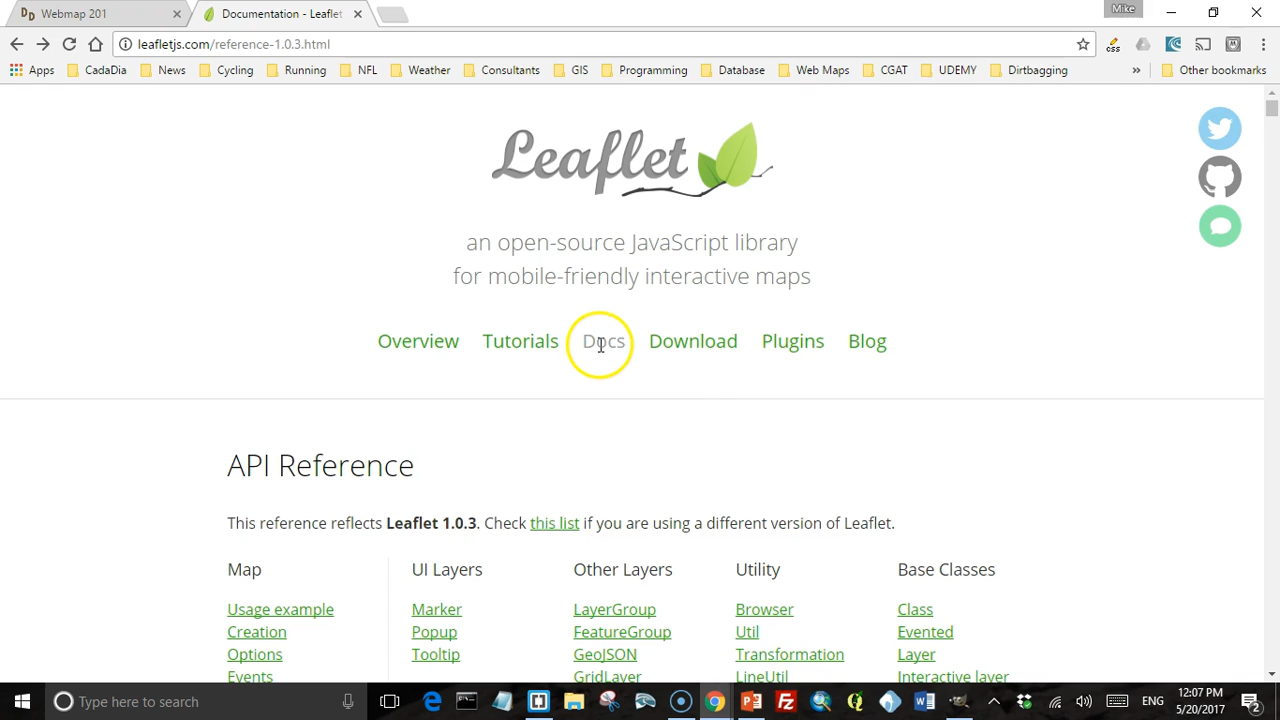 Webmap 201
Documentation - Leaflet
Mike
leafletjs.com/reference-1.0.3.html
Apps CadaDia News Cycling Running NFL Weather Consultants GIS Programming Database Web Maps CGAT UDEMY Dirtbagging » Other bookmarks
Leaflet
an open-source JavaScript library
for mobile-friendly interactive maps
Overview Tutorials Docs Download Plugins Blog
API Reference
This reference reflects Leaflet 1.0.3. Check this list if you are using a different version of Leaflet.
Map UI Layers Other Layers Utility Base Classes
Usage example Marker LayerGroup Browser Class
Creation Popup FeatureGroup Util Evented
Options Tooltip GeoJSON Transformation Layer
Events GridLayer LineUtil Interactive layer
Type here to search
ENG
12:07 PM
5/20/2017
2